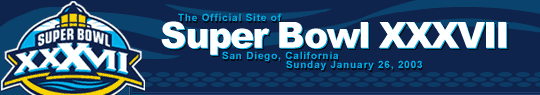 SUPER BOWL
XXXVII
The Official Site of
Super Bowl XXXVII
San Diego, California
Sunday January 26, 2003